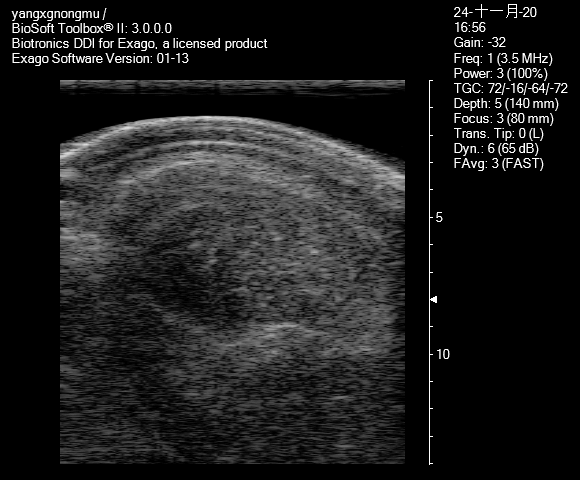 yangxgnongmu /
BioSoft Toolbox® II: 3.0.0.0
Biotronics DDI for Exago, a licensed product
Exago Software Version: 01-13
24-十一月-20
16:56
Gain: -32
Freq: 1 (3.5 MHz)
Power: 3 (100%)
TGC: 72/-16/-64/-72
Depth: 5 (140 mm)
Focus: 3 (80 mm)
Trans. Tip: 0 (L)
Dyn.: 6 (65 dB)
FAvg: 3 (FAST)
5
10